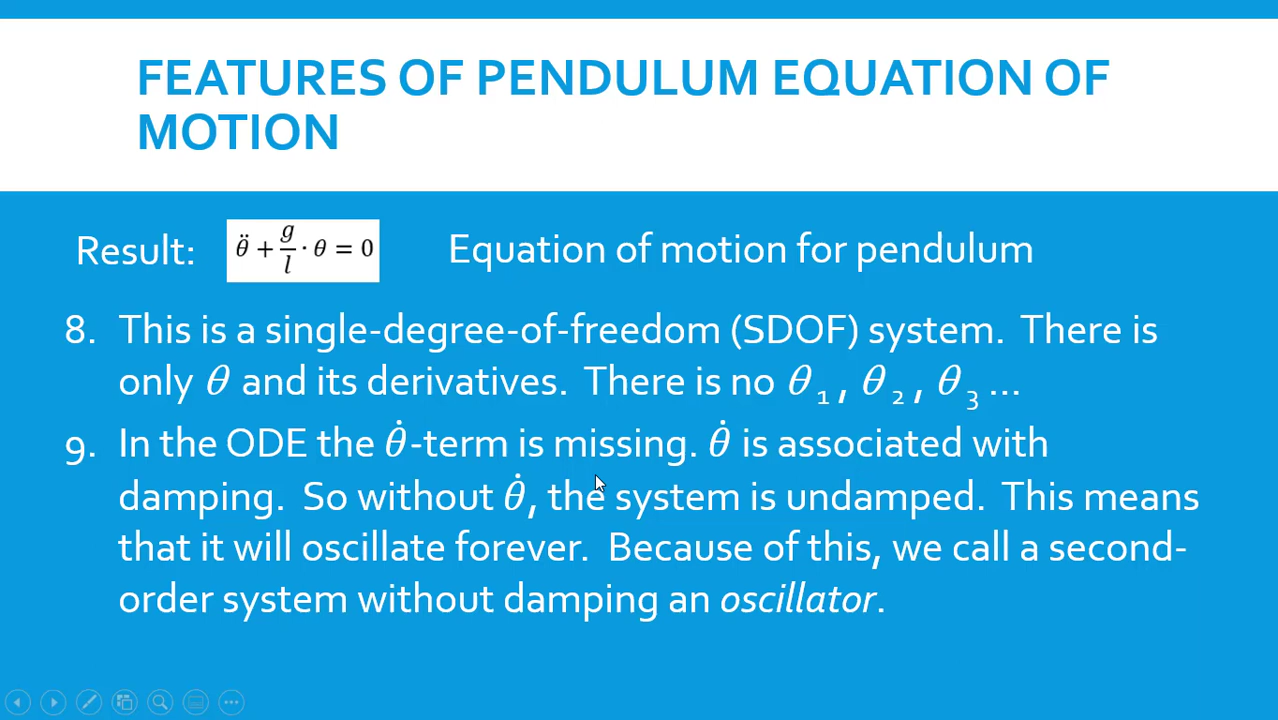 FEATURES OF PENDULUM EQUATION OF
MOTION
Result: θ̈ + g/l · θ = 0 Equation of motion for pendulum
8. This is a single-degree-of-freedom (SDOF) system. There is
only θ and its derivatives. There is no θ₁, θ₂, θ₃ ...
9. In the ODE the θ̇-term is missing. θ̇ is associated with
damping. So without θ̇, the system is undamped. This means
that it will oscillate forever. Because of this, we call a second-
order system without damping an oscillator.